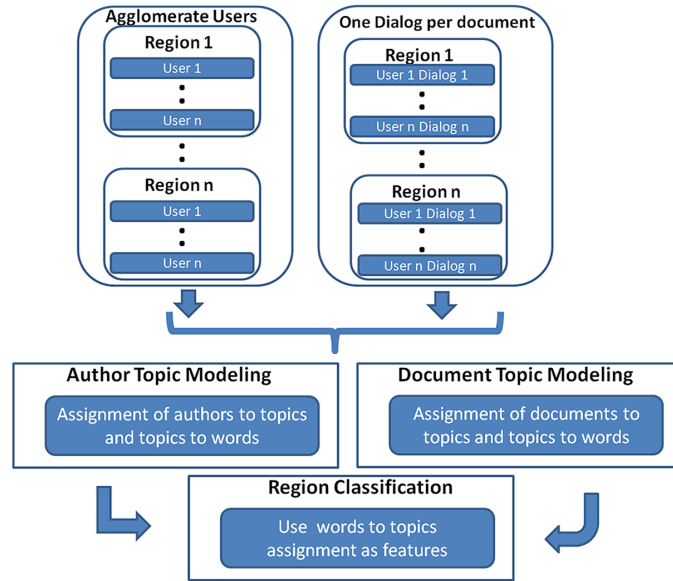 Agglomerate Users
Region 1
User 1
User n
Region n
User 1
User n
One Dialog per document
Region 1
User 1 Dialog 1
User n Dialog n
Region n
User 1 Dialog 1
User n Dialog n
Author Topic Modeling
Assignment of authors to topics
and topics to words
Document Topic Modeling
Assignment of documents to
topics and topics to words
Region Classification
Use words to topics
assignment as features